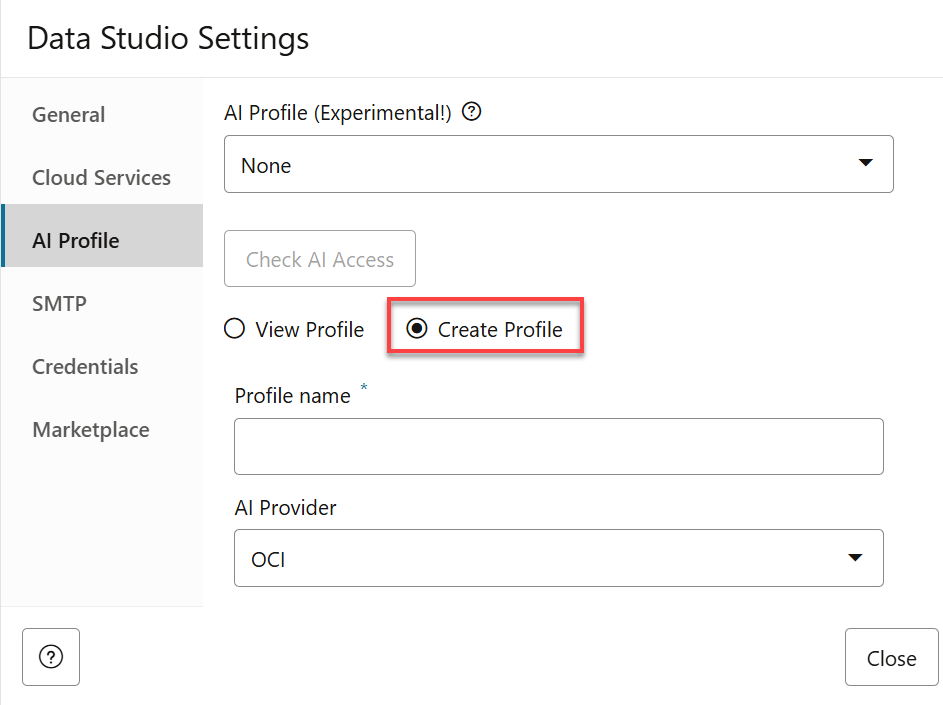 Data Studio Settings
General
Cloud Services
AI Profile
SMTP
Credentials
Marketplace
AI Profile (Experimental!) ?
None
Check AI Access
View Profile Create Profile
Profile name *
AI Provider
OCI
?
Close